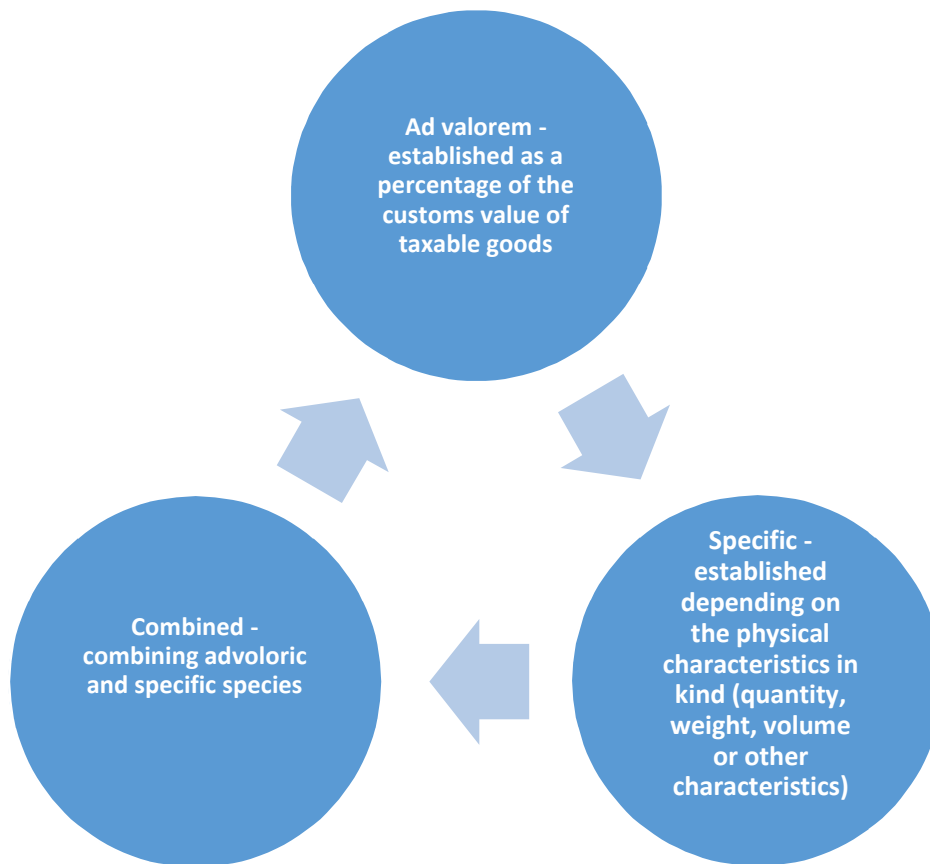 Ad valorem -
established as a
percentage of the
customs value of
taxable goods
Specific -
established
depending on
the physical
characteristics in
kind (quantity,
weight, volume
or other
characteristics)
Combined -
combining advoloric
and specific species